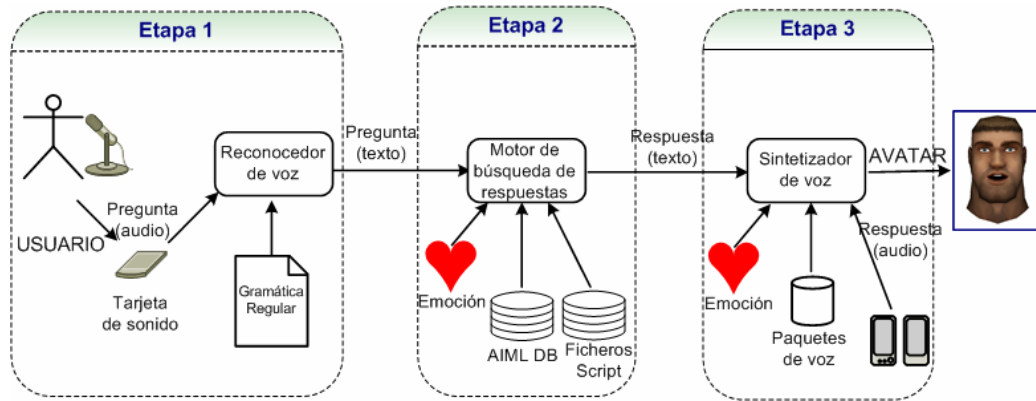 Etapa 1
Etapa 2
Etapa 3
USUARIO
Pregunta
(audio)
Tarjeta
de sonido
Reconocedor
de voz
Gramática
Regular
Pregunta
(texto)
Motor de
búsqueda de
respuestas
Emoción
AIML DB
Ficheros
Script
Respuesta
(texto)
Sintetizador
de voz
Emoción
Paquetes
de voz
Respuesta
(audio)
AVATAR